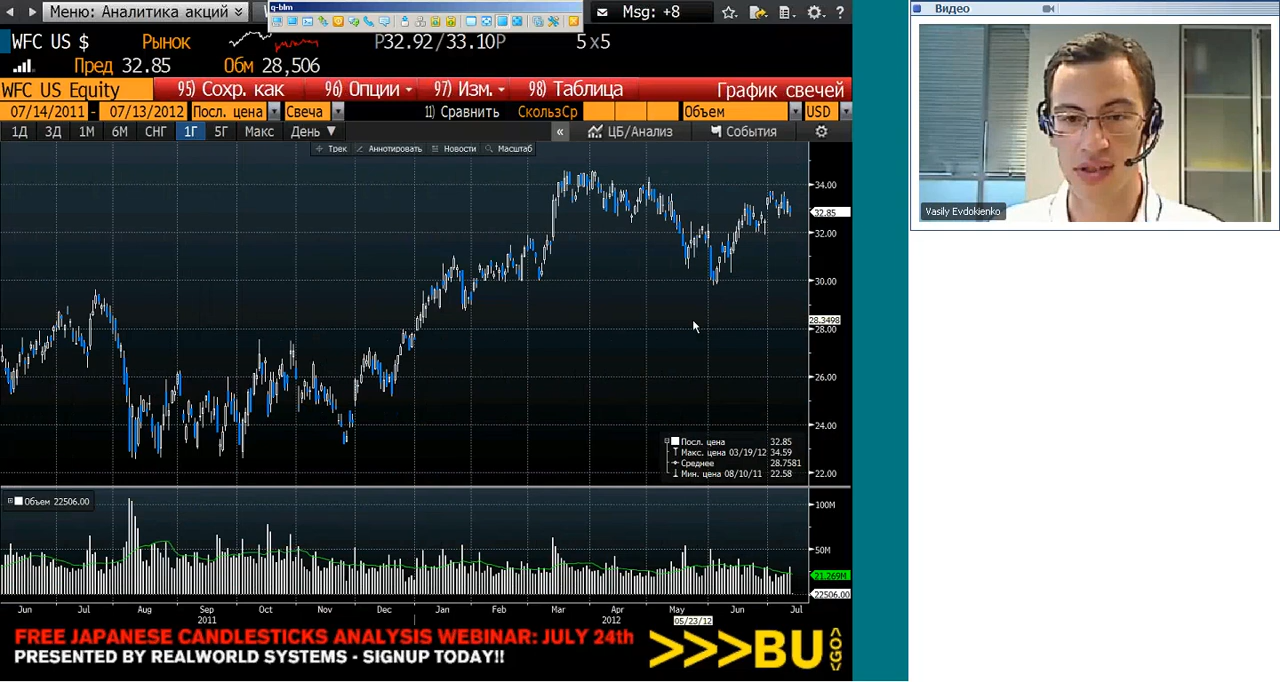 Меню: Аналитика акций
q-blm
Msg: +8
?
WFC US $
Рынок
P32.92/33.10P
5x5
Пред 32.85
Обм 28,506
WFC US Equity
95) Сохр. как
96) Опции
97) Изм.
98) Таблица
График свечей
07/14/2011 - 07/13/2012
Посл. цена
Свеча
11) Сравнить
СкользСр
Объем
USD
1Д 3Д 1М 6М СНГ 1Г 5Г Макс День ▼
«
ЦБ/Анализ
События
Трек
Аннотировать
Новости
Масштаб
34.00
32.85
32.00
30.00
28.3498
28.00
26.00
24.00
22.00
Посл. цена 32.85
Макс. цена 03/19/12 34.59
Среднее 28.7581
Мин. цена 08/10/11 22.58
Объем 22506.00
100M
50M
21.269M
22506.00
Jun Jul Aug Sep Oct Nov Dec Jan Feb Mar Apr May Jun Jul
2011 2012
05/23/12
FREE JAPANESE CANDLESTICKS ANALYSIS WEBINAR: JULY 24th
PRESENTED BY REALWORLD SYSTEMS - SIGNUP TODAY!!
>>>BU <GO>
Видео
Vasily Evdokienko